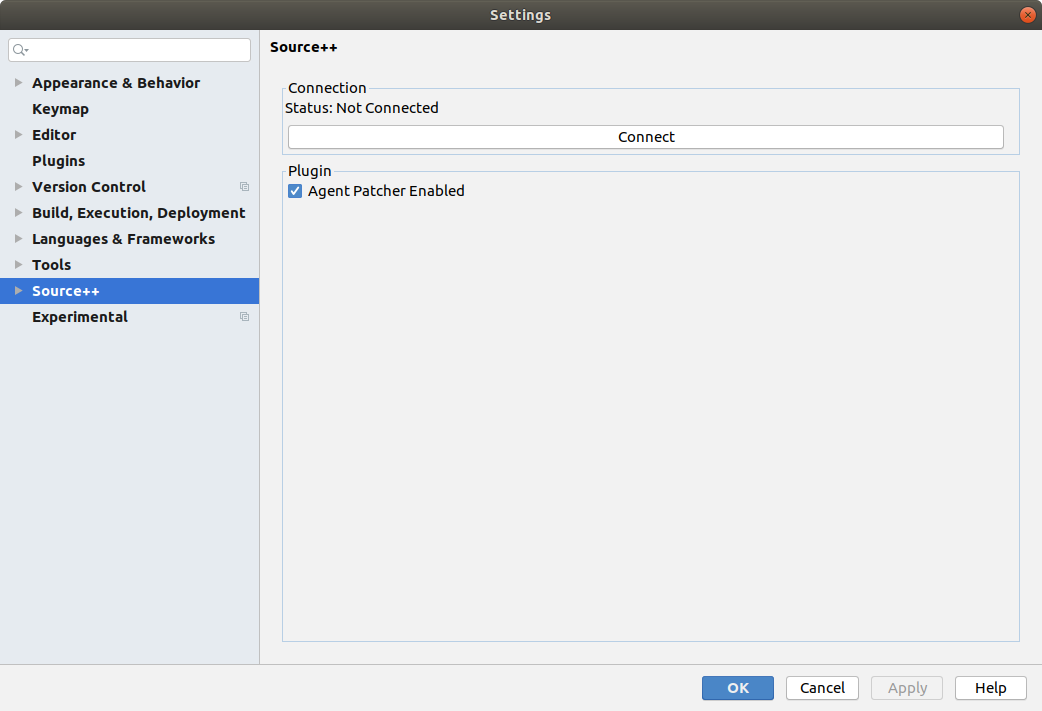 Settings
Source++
Appearance & Behavior
Keymap
Editor
Plugins
Version Control
Build, Execution, Deployment
Languages & Frameworks
Tools
Source++
Experimental
Connection
Status: Not Connected
Connect
Plugin
Agent Patcher Enabled
OK Cancel Apply Help